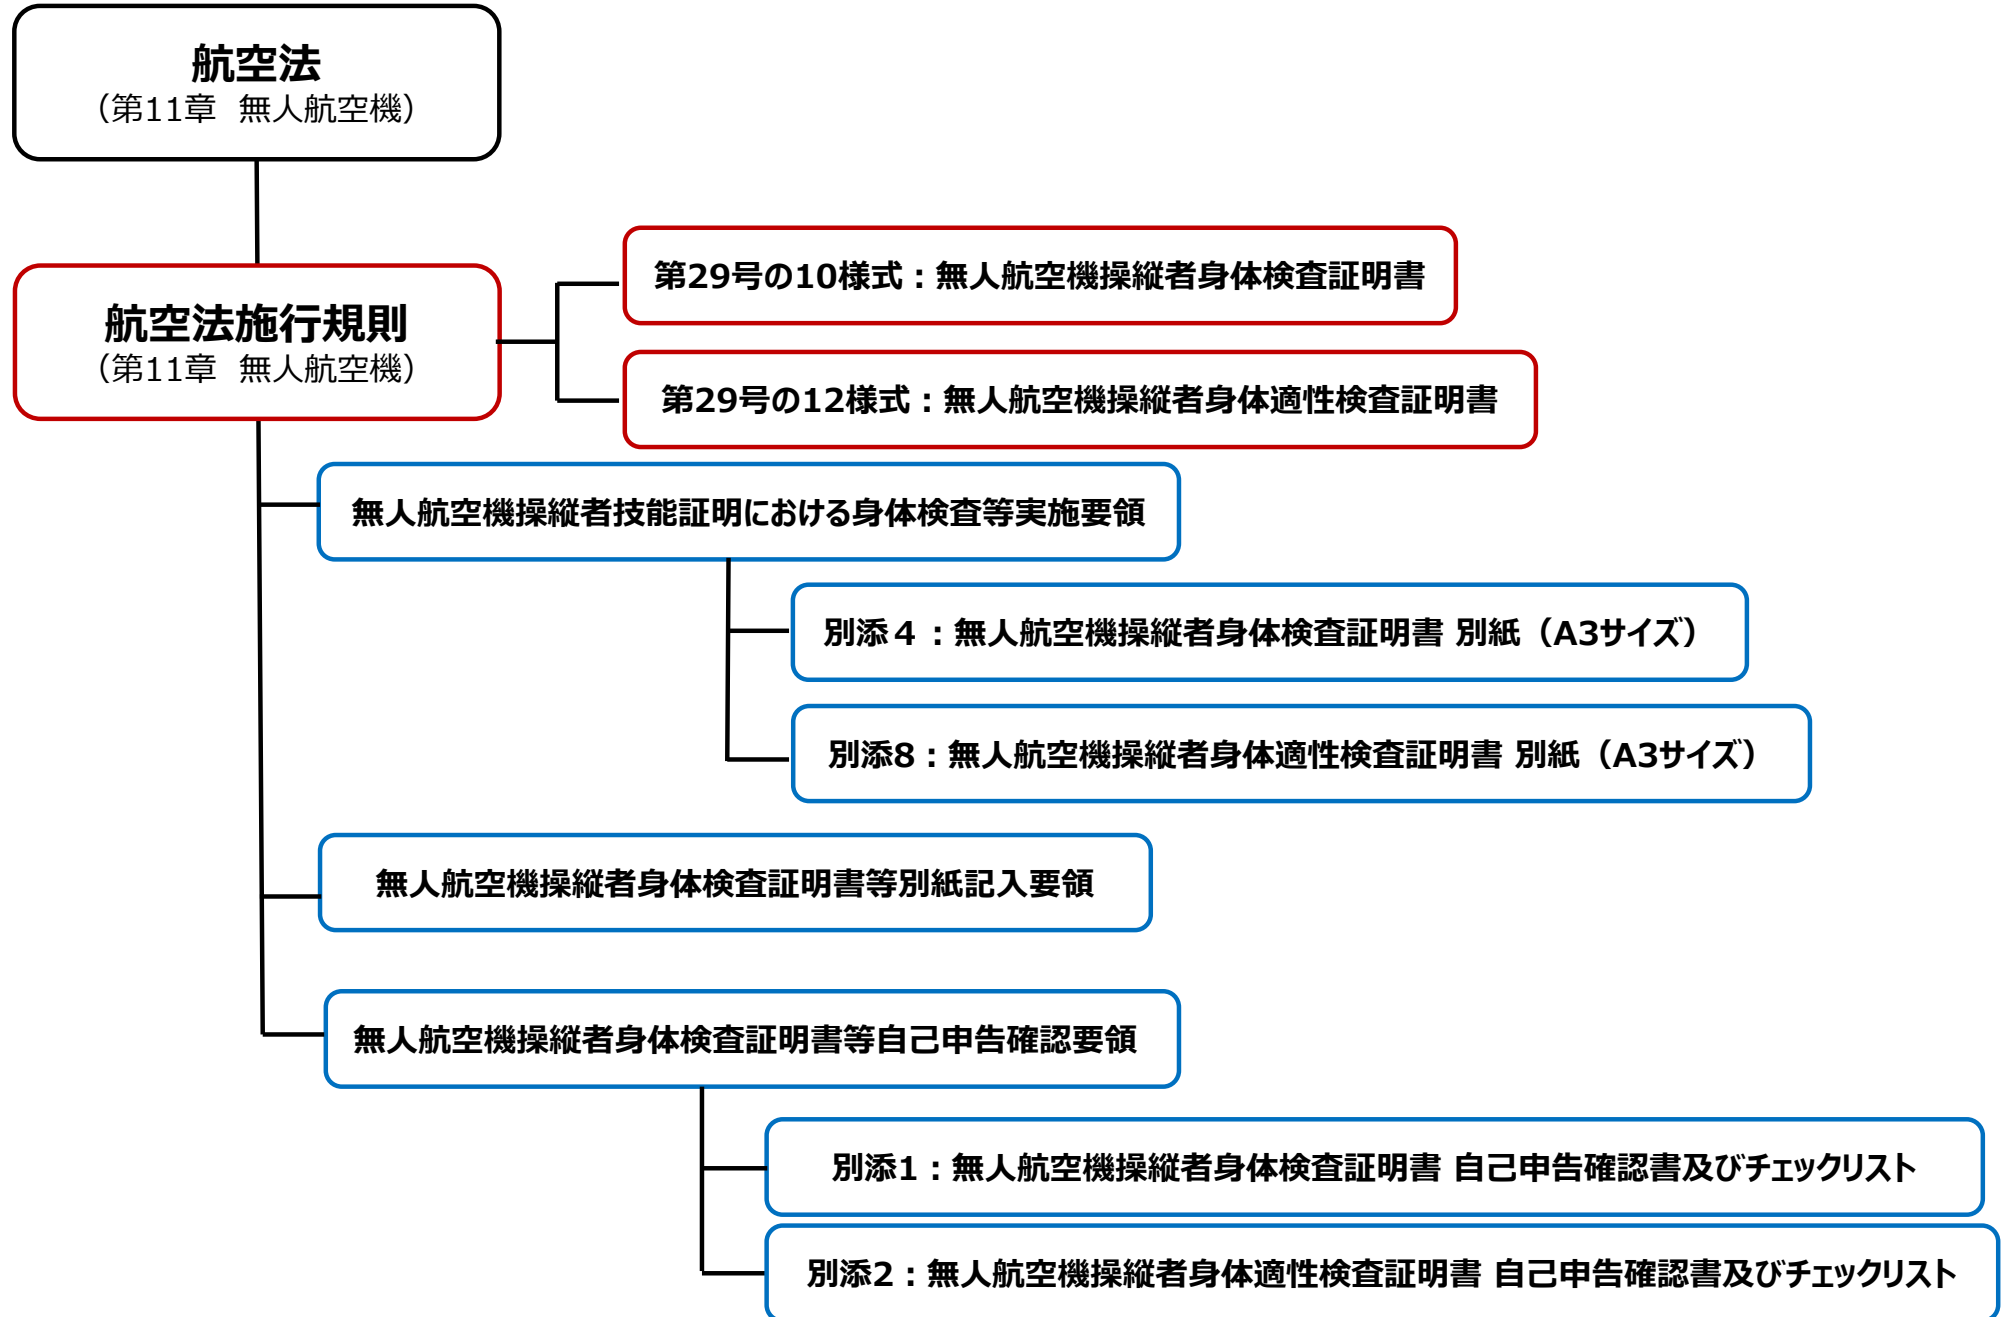 航空法
（第11章　無人航空機）
航空法施行規則
（第11章　無人航空機）
第29号の10様式：無人航空機操縦者身体検査証明書
第29号の12様式：無人航空機操縦者身体適性検査証明書
無人航空機操縦者技能証明における身体検査等実施要領
別添４：無人航空機操縦者身体検査証明書 別紙（A3サイズ）
別添8：無人航空機操縦者身体適性検査証明書 別紙（A3サイズ）
無人航空機操縦者身体検査証明書等別紙記入要領
無人航空機操縦者身体検査証明書等自己申告確認要領
別添1：無人航空機操縦者身体検査証明書 自己申告確認書及びチェックリスト
別添2：無人航空機操縦者身体適性検査証明書 自己申告確認書及びチェックリスト